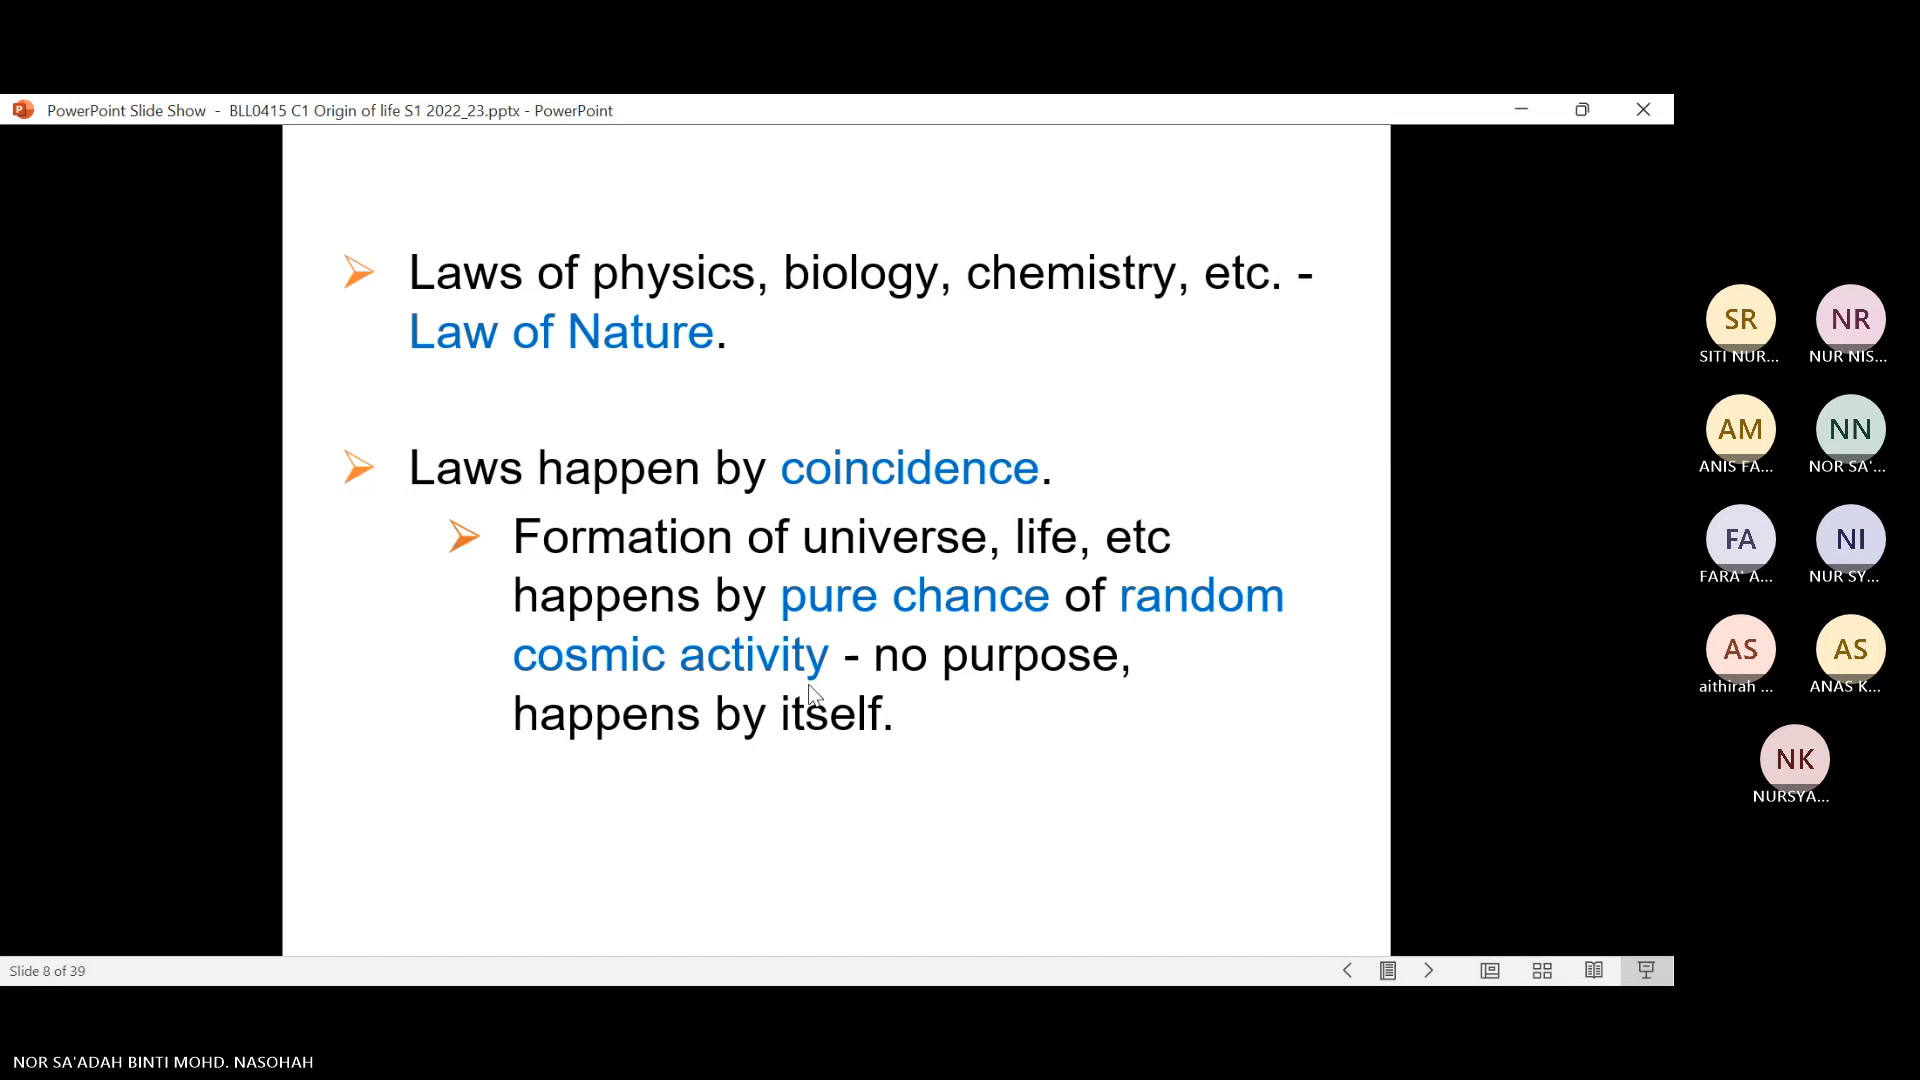 PowerPoint Slide Show - BLL0415 C1 Origin of life S1 2022_23.pptx - PowerPoint
Laws of physics, biology, chemistry, etc. -
Law of Nature.
Laws happen by coincidence.
Formation of universe, life, etc
happens by pure chance of random
cosmic activity - no purpose,
happens by itself.
SR
NR
SITI NUR...
NUR NIS...
AM
NN
ANIS FA...
NOR SA'...
FA
NI
FARA' A...
NUR SY...
AS
AS
aithirah ...
ANAS K...
NK
NURSYA...
Slide 8 of 39
NOR SA'ADAH BINTI MOHD. NASOHAH